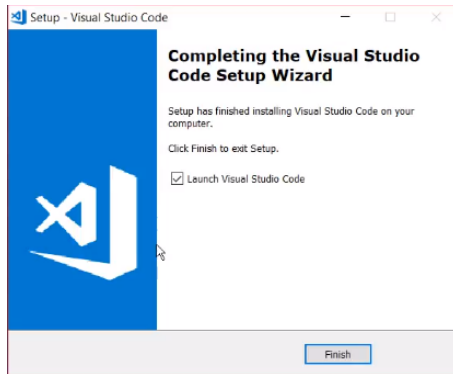 Setup - Visual Studio Code
Completing the Visual Studio
Code Setup Wizard
Setup has finished installing Visual Studio Code on your
computer.
Click Finish to exit Setup.
Launch Visual Studio Code
Finish